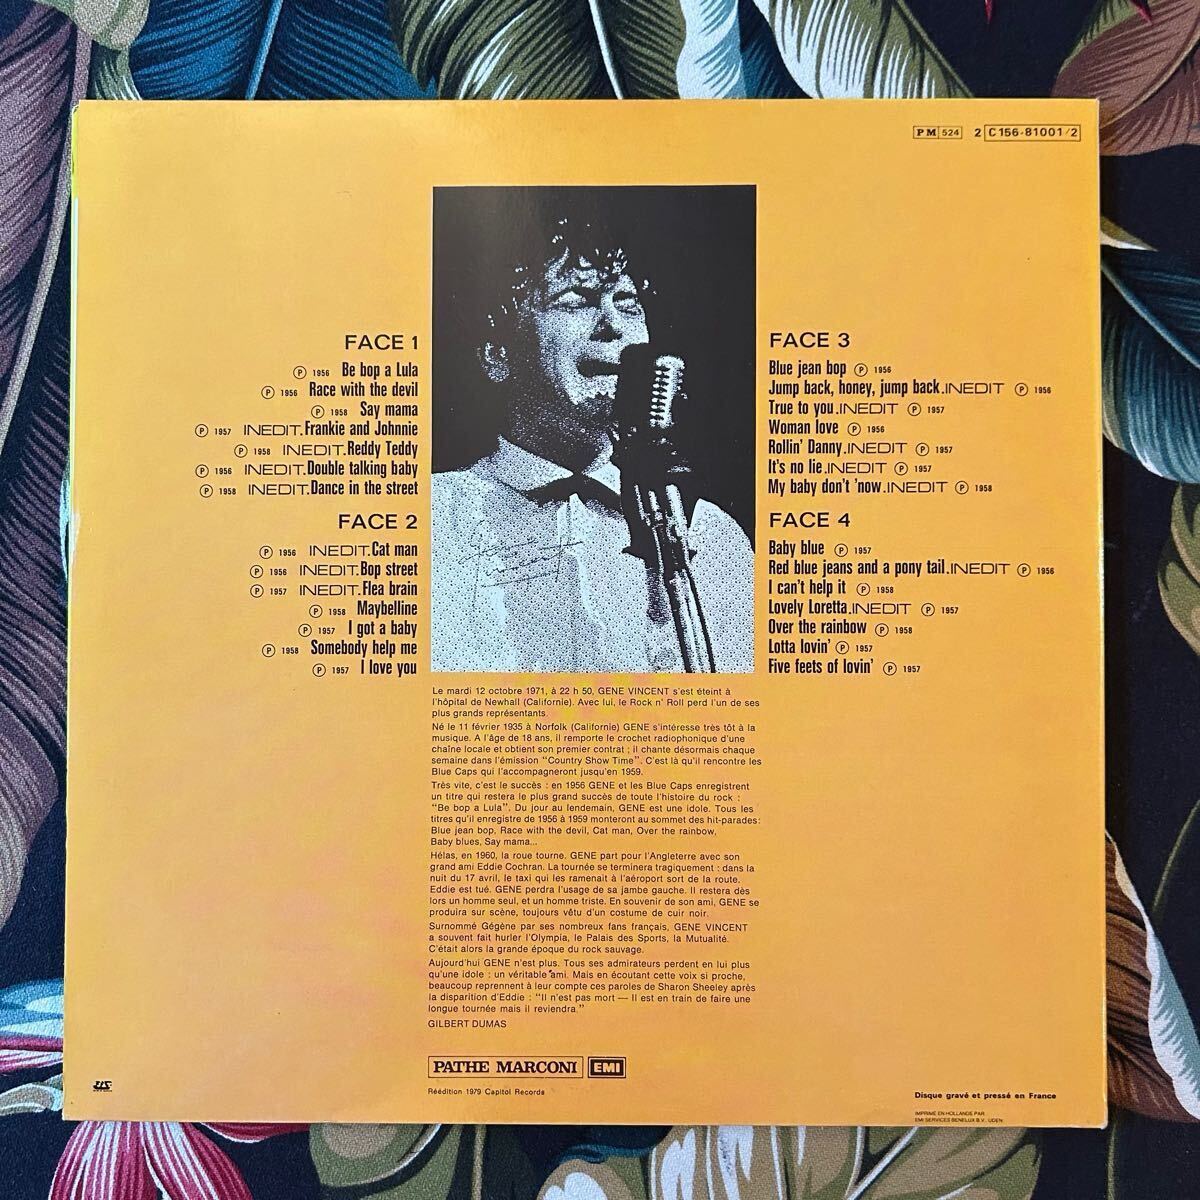 PM 524 2 C 156-81001/2
FACE 1
Ⓟ 1956 Be bop a Lula
Ⓟ 1956 Race with the devil
Ⓟ 1958 Say mama
Ⓟ 1957 INEDIT.Frankie and Johnnie
Ⓟ 1958 INEDIT.Reddy Teddy
Ⓟ 1956 INEDIT.Double talking baby
Ⓟ 1958 INEDIT.Dance in the street
FACE 2
Ⓟ 1956 INEDIT.Cat man
Ⓟ 1956 INEDIT.Bop street
Ⓟ 1957 INEDIT.Flea brain
Ⓟ 1958 Maybelline
Ⓟ 1957 I got a baby
Ⓟ 1958 Somebody help me
Ⓟ 1957 I love you
FACE 3
Blue jean bop Ⓟ 1956
Jump back, honey, jump back.INEDIT Ⓟ 1956
True to you.INEDIT Ⓟ 1957
Woman love Ⓟ 1956
Rollin' Danny.INEDIT Ⓟ 1957
It's no lie.INEDIT Ⓟ 1957
My baby don't 'now.INEDIT Ⓟ 1958
FACE 4
Baby blue Ⓟ 1957
Red blue jeans and a pony tail.INEDIT Ⓟ 1956
I can't help it Ⓟ 1958
Lovely Loretta.INEDIT Ⓟ 1957
Over the rainbow Ⓟ 1958
Lotta lovin' Ⓟ 1957
Five feets of lovin' Ⓟ 1957
Gene Vincent
Le mardi 12 octobre 1971, à 22 h 50, GENE VINCENT s'est éteint à
l'hôpital de Newhall (Californie). Avec lui, le Rock n' Roll perd l'un de ses
plus grands représentants.
Né le 11 février 1935 à Norfolk (Californie) GENE s'intéresse très tôt à la
musique. A l'âge de 18 ans, il remporte le crochet radiophonique d'une
chaîne locale et obtient son premier contrat ; il chante désormais chaque
semaine dans l'émission "Country Show Time". C'est là qu'il rencontre les
Blue Caps qui l'accompagneront jusqu'en 1959.
Très vite, c'est le succès : en 1956 GENE et les Blue Caps enregistrent
un titre qui restera le plus grand succès de toute l'histoire du rock :
"Be bop a Lula". Du jour au lendemain, GENE est une idole. Tous les
titres qu'il enregistre de 1956 à 1959 monteront au sommet des hit-parades:
Blue jean bop, Race with the devil, Cat man, Over the rainbow,
Baby blues, Say mama...
Hélas, en 1960, la roue tourne. GENE part pour l'Angleterre avec son
grand ami Eddie Cochran. La tournée se terminera tragiquement : dans la
nuit du 17 avril, le taxi qui les ramenait à l'aéroport sort de la route.
Eddie est tué. GENE perdra l'usage de sa jambe gauche. Il restera dès
lors un homme seul, et un homme triste. En souvenir de son ami, GENE se
produira sur scène, toujours vêtu d'un costume de cuir noir.
Surnommé Gégène par ses nombreux fans français, GENE VINCENT
a souvent fait hurler l'Olympia, le Palais des Sports, la Mutualité.
C'était alors la grande époque du rock sauvage.
Aujourd'hui GENE n'est plus. Tous ses admirateurs perdent en lui plus
qu'une idole : un véritable ami. Mais en écoutant cette voix si proche,
beaucoup reprennent à leur compte ces paroles de Sharon Sheeley après
la disparition d'Eddie : "Il n'est pas mort — Il est en train de faire une
longue tournée mais il reviendra."
GILBERT DUMAS
PATHE MARCONI EMI
Réédition 1979 Capitol Records
Disque gravé et pressé en France
IMPRIMÉ EN HOLLANDE PAR
EMI SERVICES BENELUX B.V. UDEN